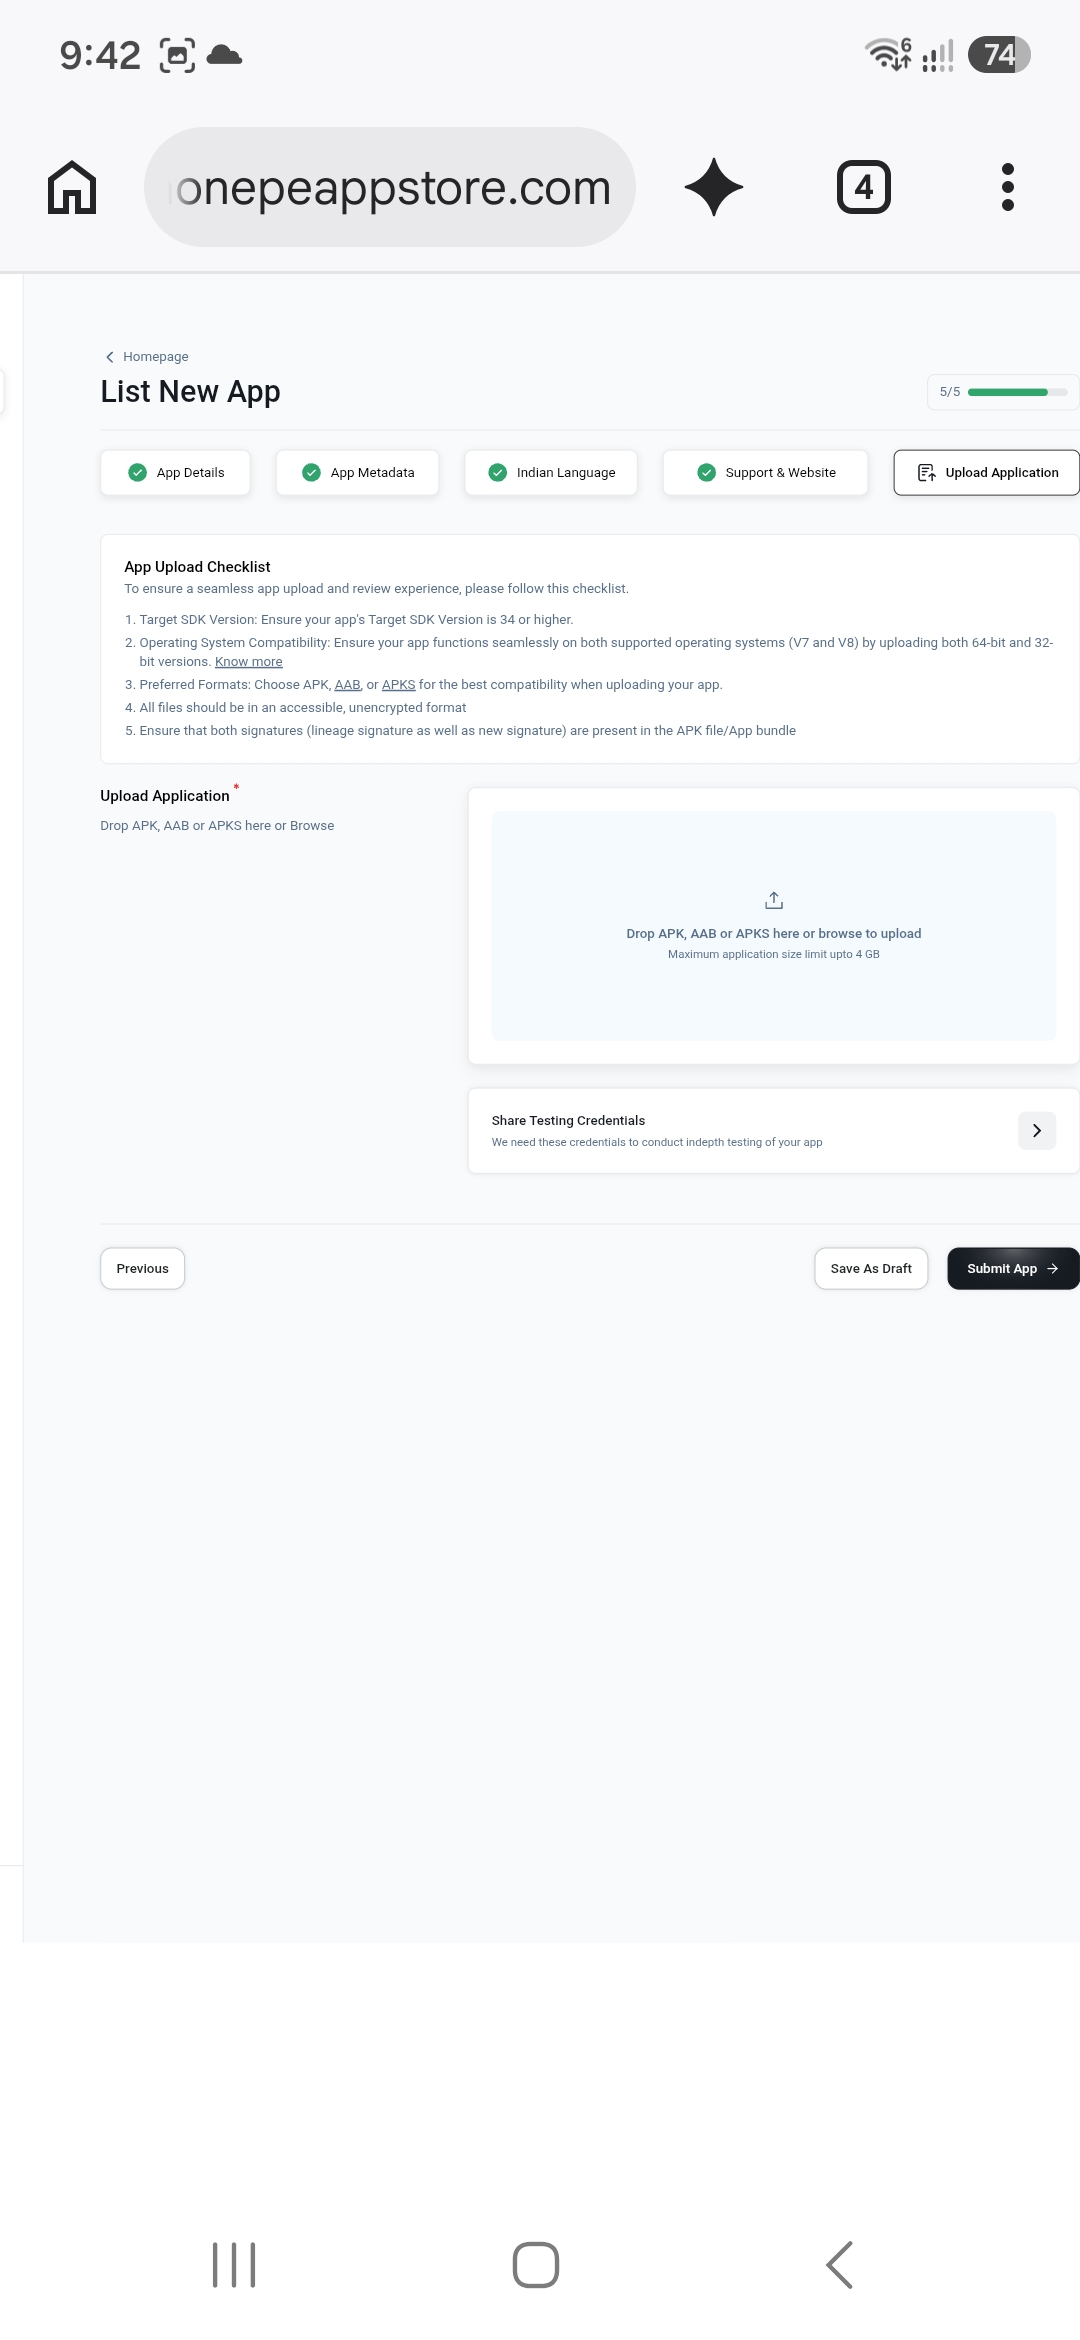 9:42
6
74
onepeappstore.com
4
Homepage
List New App
5/5
App Details
App Metadata
Indian Language
Support & Website
Upload Application
App Upload Checklist
To ensure a seamless app upload and review experience, please follow this checklist.
1. Target SDK Version: Ensure your app's Target SDK Version is 34 or higher.
2. Operating System Compatibility: Ensure your app functions seamlessly on both supported operating systems (V7 and V8) by uploading both 64-bit and 32-
bit versions. Know more
3. Preferred Formats: Choose APK, AAB, or APKS for the best compatibility when uploading your app.
4. All files should be in an accessible, unencrypted format
5. Ensure that both signatures (lineage signature as well as new signature) are present in the APK file/App bundle
Upload Application *
Drop APK, AAB or APKS here or Browse
Drop APK, AAB or APKS here or browse to upload
Maximum application size limit upto 4 GB
Share Testing Credentials
We need these credentials to conduct indepth testing of your app
Previous
Save As Draft
Submit App